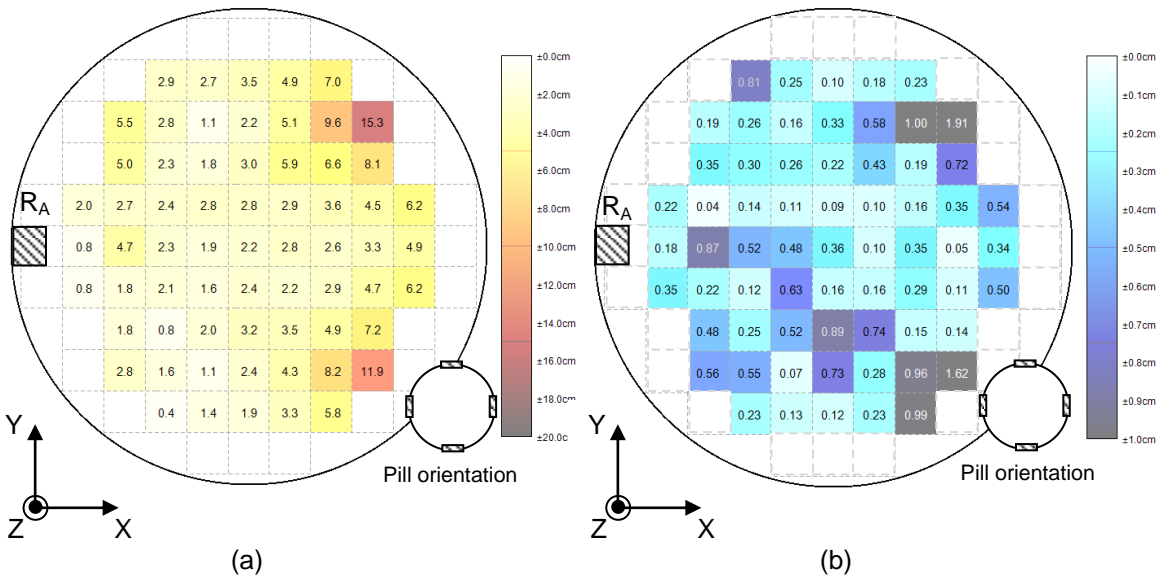 2.9 2.7 3.5 4.9 7.0
5.5 2.8 1.1 2.2 5.1 9.6 15.3
5.0 2.3 1.8 3.0 5.9 6.6 8.1
R_A
2.0 2.7 2.4 2.8 2.8 2.9 3.6 4.5 6.2
0.8 4.7 2.3 1.9 2.2 2.8 2.6 3.3 4.9
0.8 1.8 2.1 1.6 2.4 2.2 2.9 4.7 6.2
1.8 0.8 2.0 3.2 3.5 4.9 7.2
2.8 1.6 1.1 2.4 4.3 8.2 11.9
0.4 1.4 1.9 3.3 5.8
±0.0cm
±2.0cm
±4.0cm
±6.0cm
±8.0cm
±10.0cm
±12.0cm
±14.0cm
±16.0cm
±18.0cm
±20.0c
Y
Z
X
Pill orientation
(a)
0.81 0.25 0.10 0.18 0.23
0.19 0.26 0.16 0.33 0.58 1.00 1.91
0.35 0.30 0.26 0.22 0.43 0.19 0.72
R_A
0.22 0.04 0.14 0.11 0.09 0.10 0.16 0.35 0.54
0.18 0.87 0.52 0.48 0.36 0.10 0.35 0.05 0.34
0.35 0.22 0.12 0.63 0.16 0.16 0.29 0.11 0.50
0.48 0.25 0.52 0.89 0.74 0.15 0.14
0.56 0.55 0.07 0.73 0.28 0.96 1.62
0.23 0.13 0.12 0.23 0.99
±0.0cm
±0.1cm
±0.2cm
±0.3cm
±0.4cm
±0.5cm
±0.6cm
±0.7cm
±0.8cm
±0.9cm
±1.0cm
Y
Z
X
Pill orientation
(b)